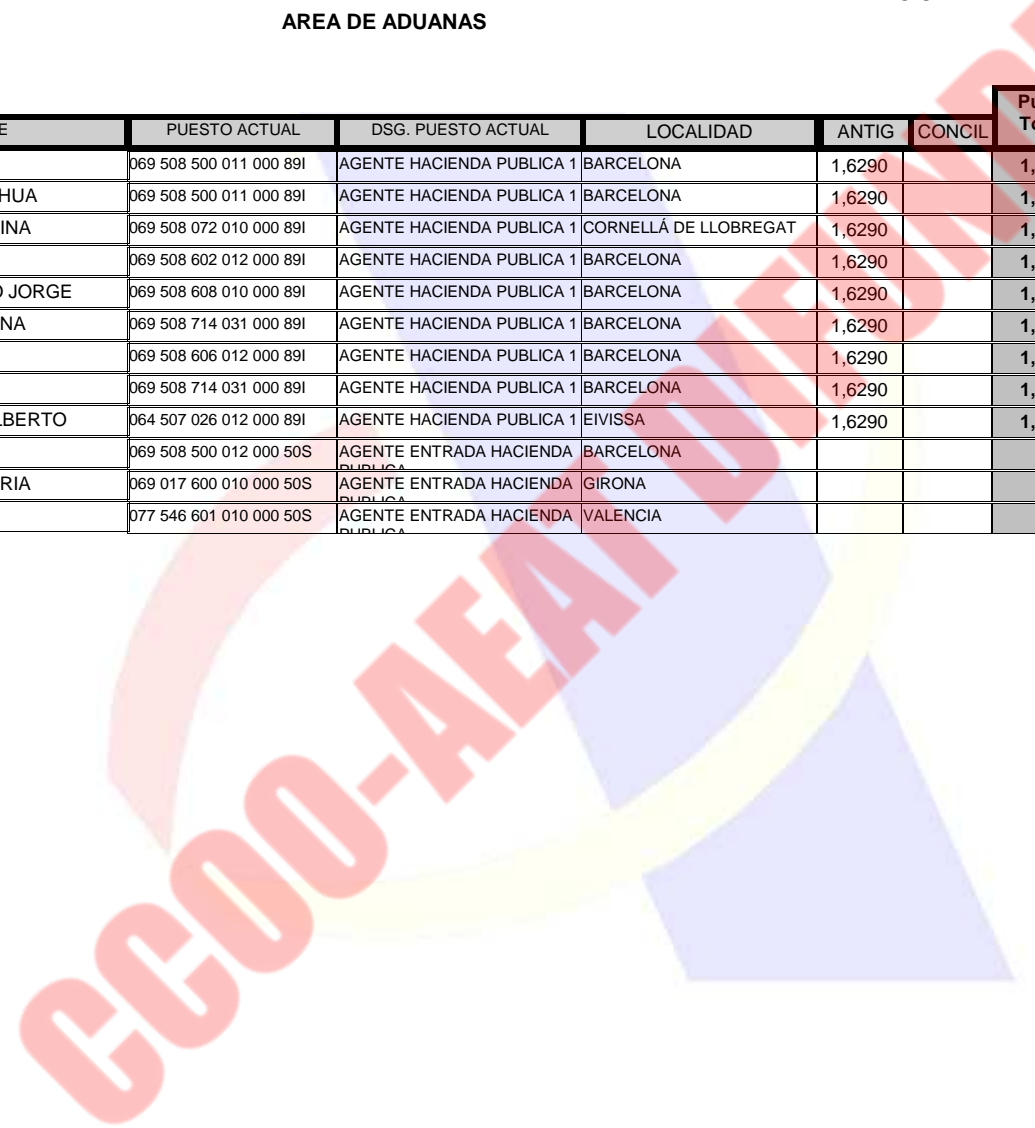 AREA DE ADUANAS
E PUESTO ACTUAL DSG. PUESTO ACTUAL LOCALIDAD ANTIG CONCIL
069 508 500 011 000 89I AGENTE HACIENDA PUBLICA 1 BARCELONA 1,6290 1,
HUA 069 508 500 011 000 89I AGENTE HACIENDA PUBLICA 1 BARCELONA 1,6290 1,
INA 069 508 072 010 000 89I AGENTE HACIENDA PUBLICA 1 CORNELLÁ DE LLOBREGAT 1,6290 1,
069 508 602 012 000 89I AGENTE HACIENDA PUBLICA 1 BARCELONA 1,6290 1,
O JORGE 069 508 608 010 000 89I AGENTE HACIENDA PUBLICA 1 BARCELONA 1,6290 1,
NA 069 508 714 031 000 89I AGENTE HACIENDA PUBLICA 1 BARCELONA 1,6290 1,
069 508 606 012 000 89I AGENTE HACIENDA PUBLICA 1 BARCELONA 1,6290 1,
069 508 714 031 000 89I AGENTE HACIENDA PUBLICA 1 BARCELONA 1,6290 1,
LBERTO 064 507 026 012 000 89I AGENTE HACIENDA PUBLICA 1 EIVISSA 1,6290 1,
069 508 500 012 000 50S AGENTE ENTRADA HACIENDA BARCELONA
PUBLICA
RIA 069 017 600 010 000 50S AGENTE ENTRADA HACIENDA GIRONA
PUBLICA
077 546 601 010 000 50S AGENTE ENTRADA HACIENDA VALENCIA
PUBLICA
CCOO-AEAT